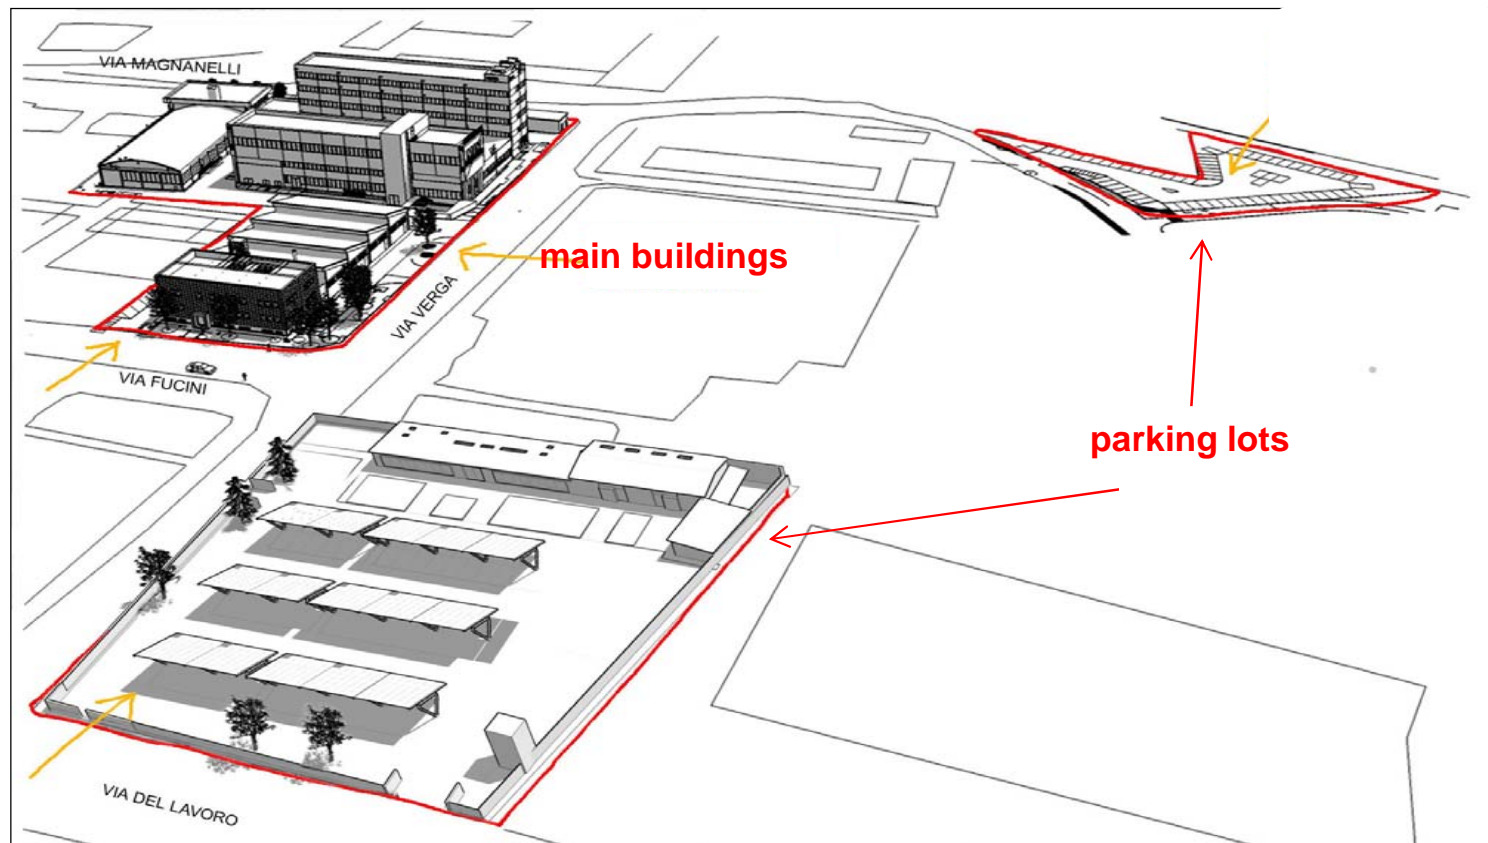 VIA MAGNANELLI
main buildings
VIA VERGA
VIA FUCINI
parking lots
VIA DEL LAVORO